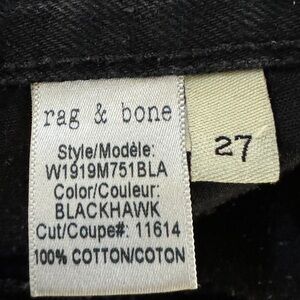 rag & bone
Style/Modèle:
W1919M751BLA
Color/Couleur:
BLACKHAWK
Cut/Coupe#: 11614
100% COTTON/COTON
27